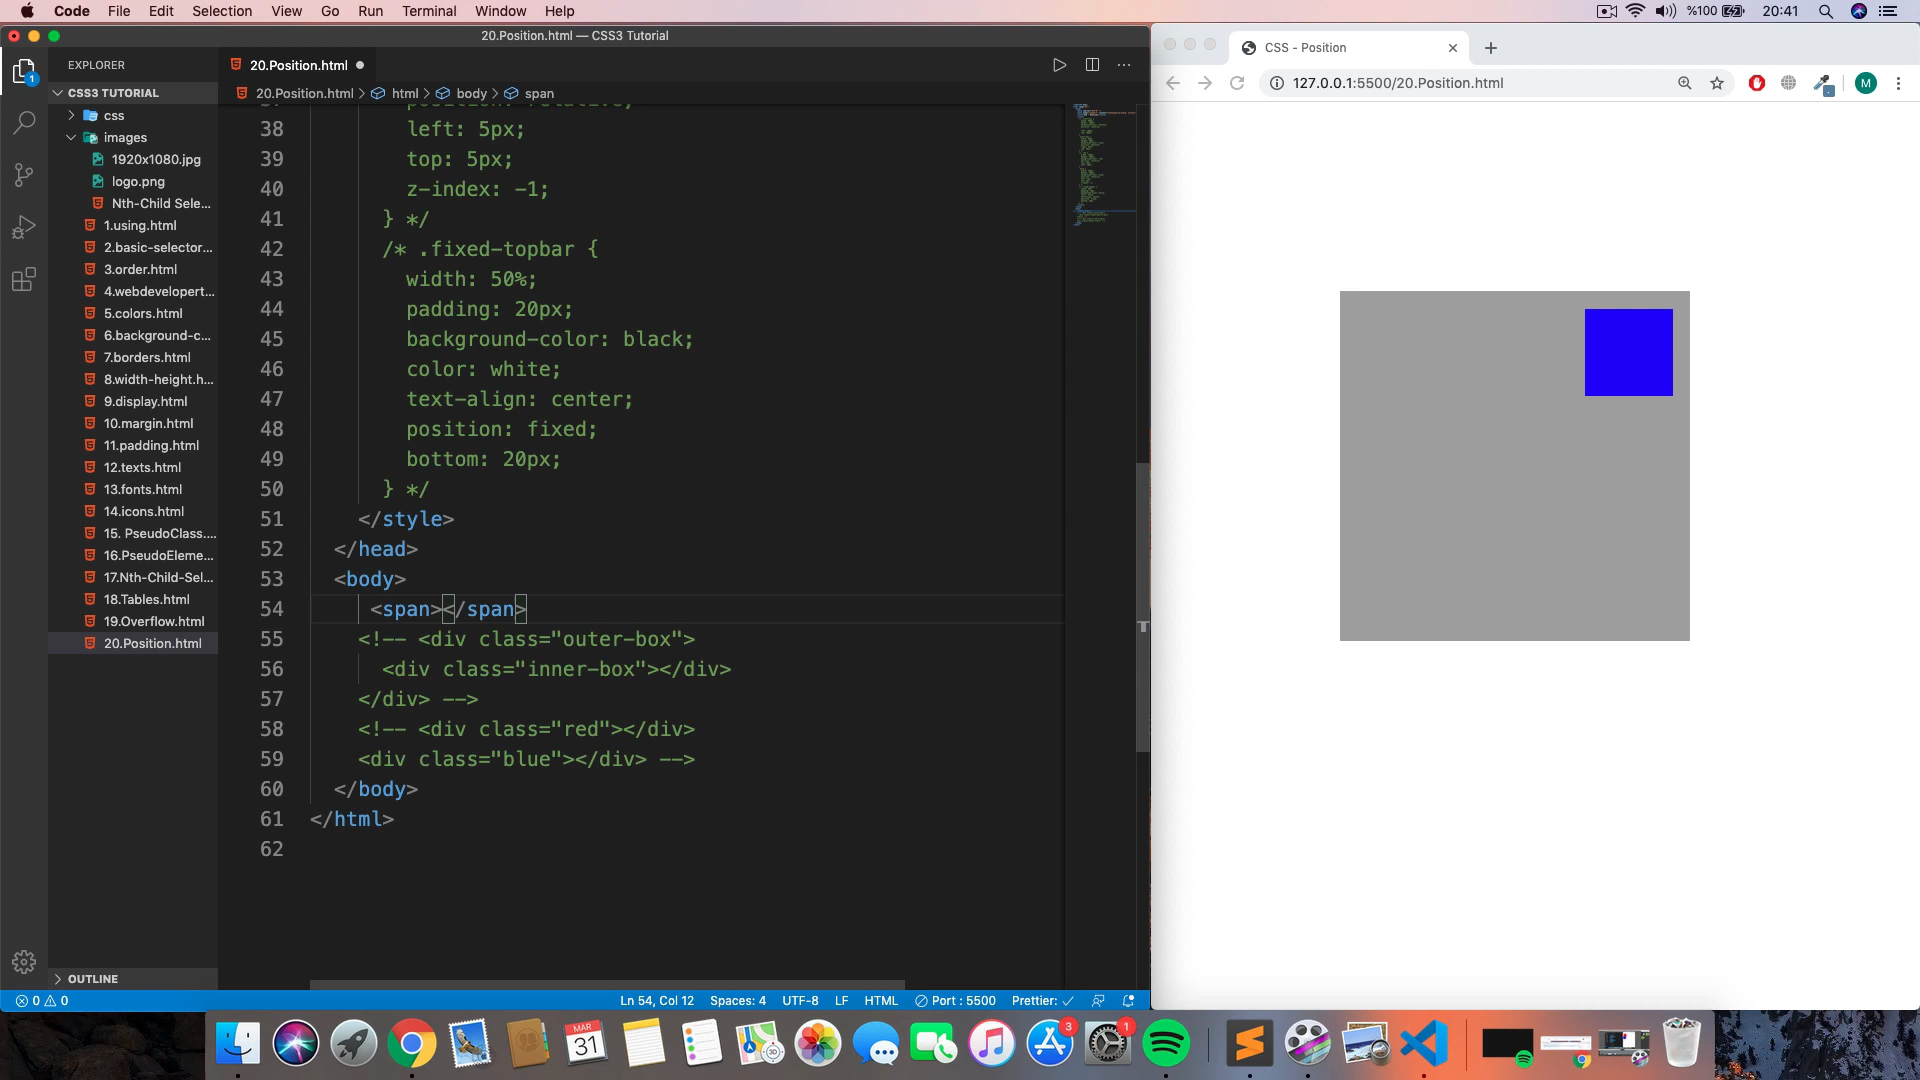 Code File Edit Selection View Go Run Terminal Window Help %100 20:41
20.Position.html — CSS3 Tutorial
EXPLORER
CSS3 TUTORIAL
css
images
1920x1080.jpg
logo.png
Nth-Child Sele...
1.using.html
2.basic-selector...
3.order.html
4.webdevelopert...
5.colors.html
6.background-c...
7.borders.html
8.width-height.h...
9.display.html
10.margin.html
11.padding.html
12.texts.html
13.fonts.html
14.icons.html
15. PseudoClass....
16.PseudoEleme...
17.Nth-Child-Sel...
18.Tables.html
19.Overflow.html
20.Position.html
OUTLINE
1
20.Position.html
20.Position.html > html > body > span
38 left: 5px;
39 top: 5px;
40 z-index: -1;
41 } */
42 /* .fixed-topbar {
43 width: 50%;
44 padding: 20px;
45 background-color: black;
46 color: white;
47 text-align: center;
48 position: fixed;
49 bottom: 20px;
50 } */
51 </style>
52 </head>
53 <body>
54 <span></span>
55 <!-- <div class="outer-box">
56 <div class="inner-box"></div>
57 </div> -->
58 <!-- <div class="red"></div>
59 <div class="blue"></div> -->
60 </body>
61 </html>
62
0 0 Ln 54, Col 12 Spaces: 4 UTF-8 LF HTML Port : 5500 Prettier: ✓
CSS - Position
127.0.0.1:5500/20.Position.html
M
MAR
31
3D
3
1